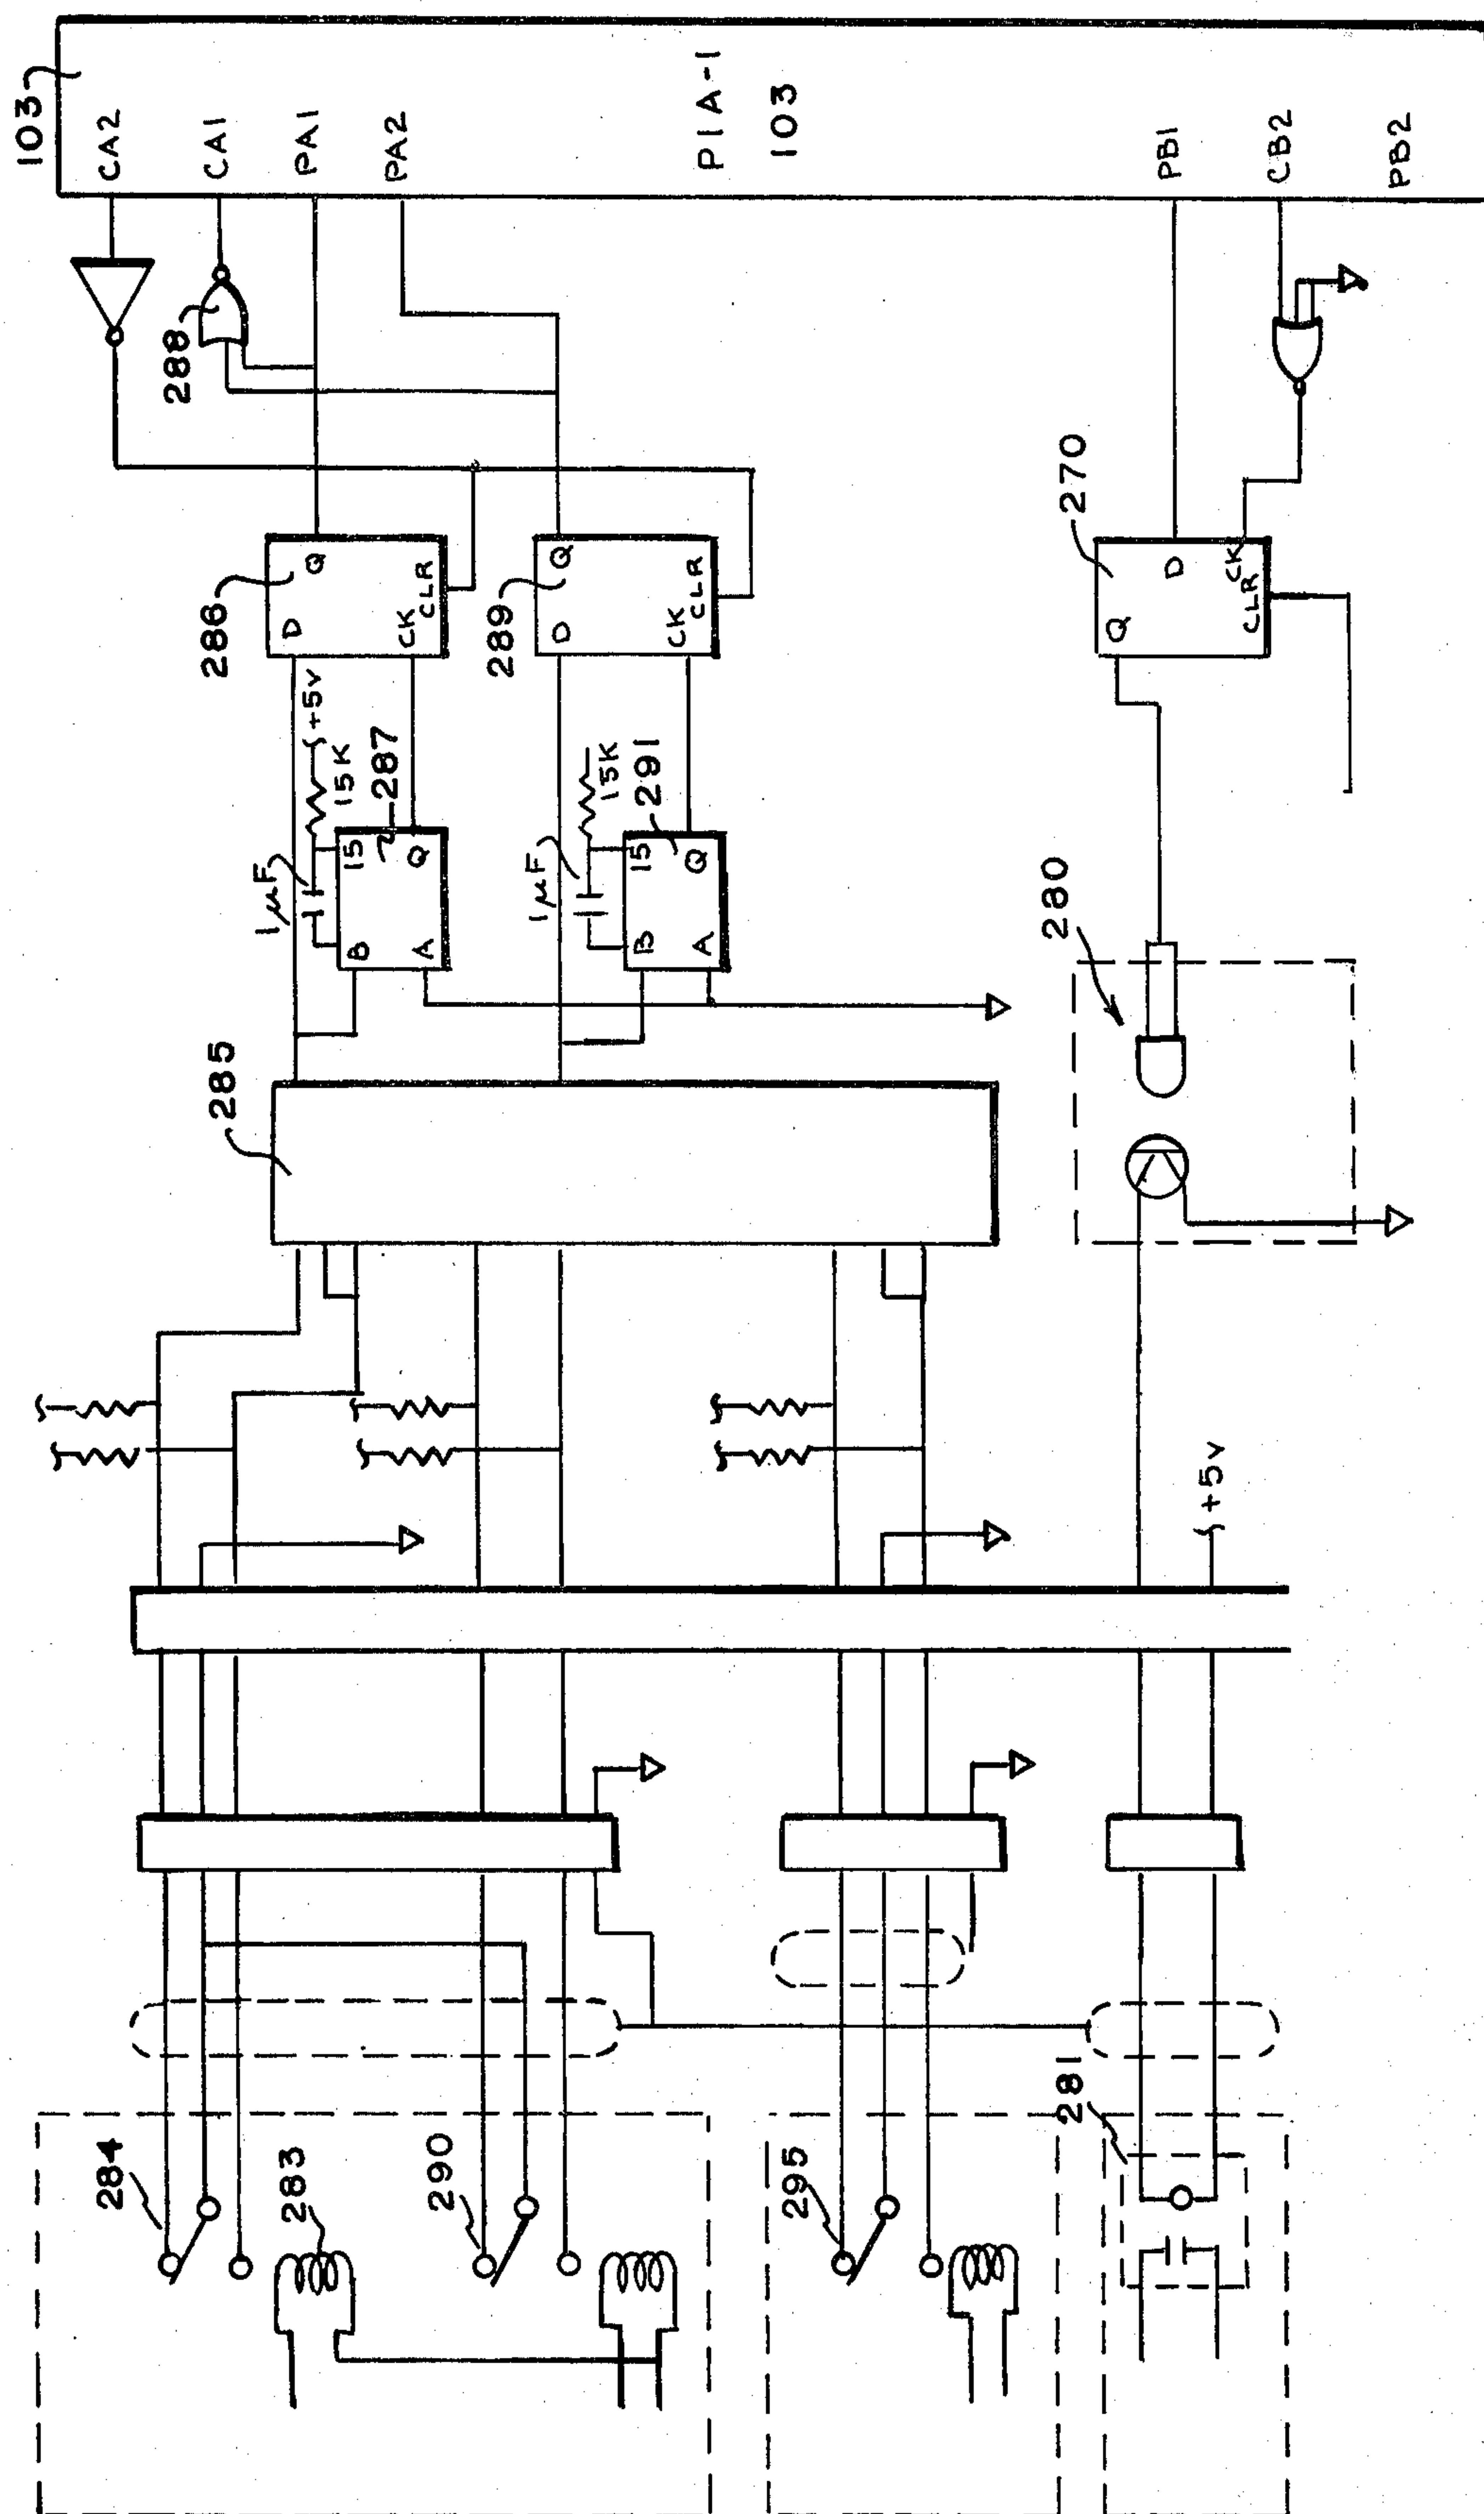 103
CA2
CA1
PA1
PA2
PIA-1
103
PB1
CB2
PB2
288
270
286
Q
D
CK
CLR
289
Q
D
CK
CLR
Q
D
CK
CLR
+5v
15K
287
1µF
15
Q
B
A
15K
291
1µF
15
Q
B
A
280
285
+5v
284
283
290
295
281